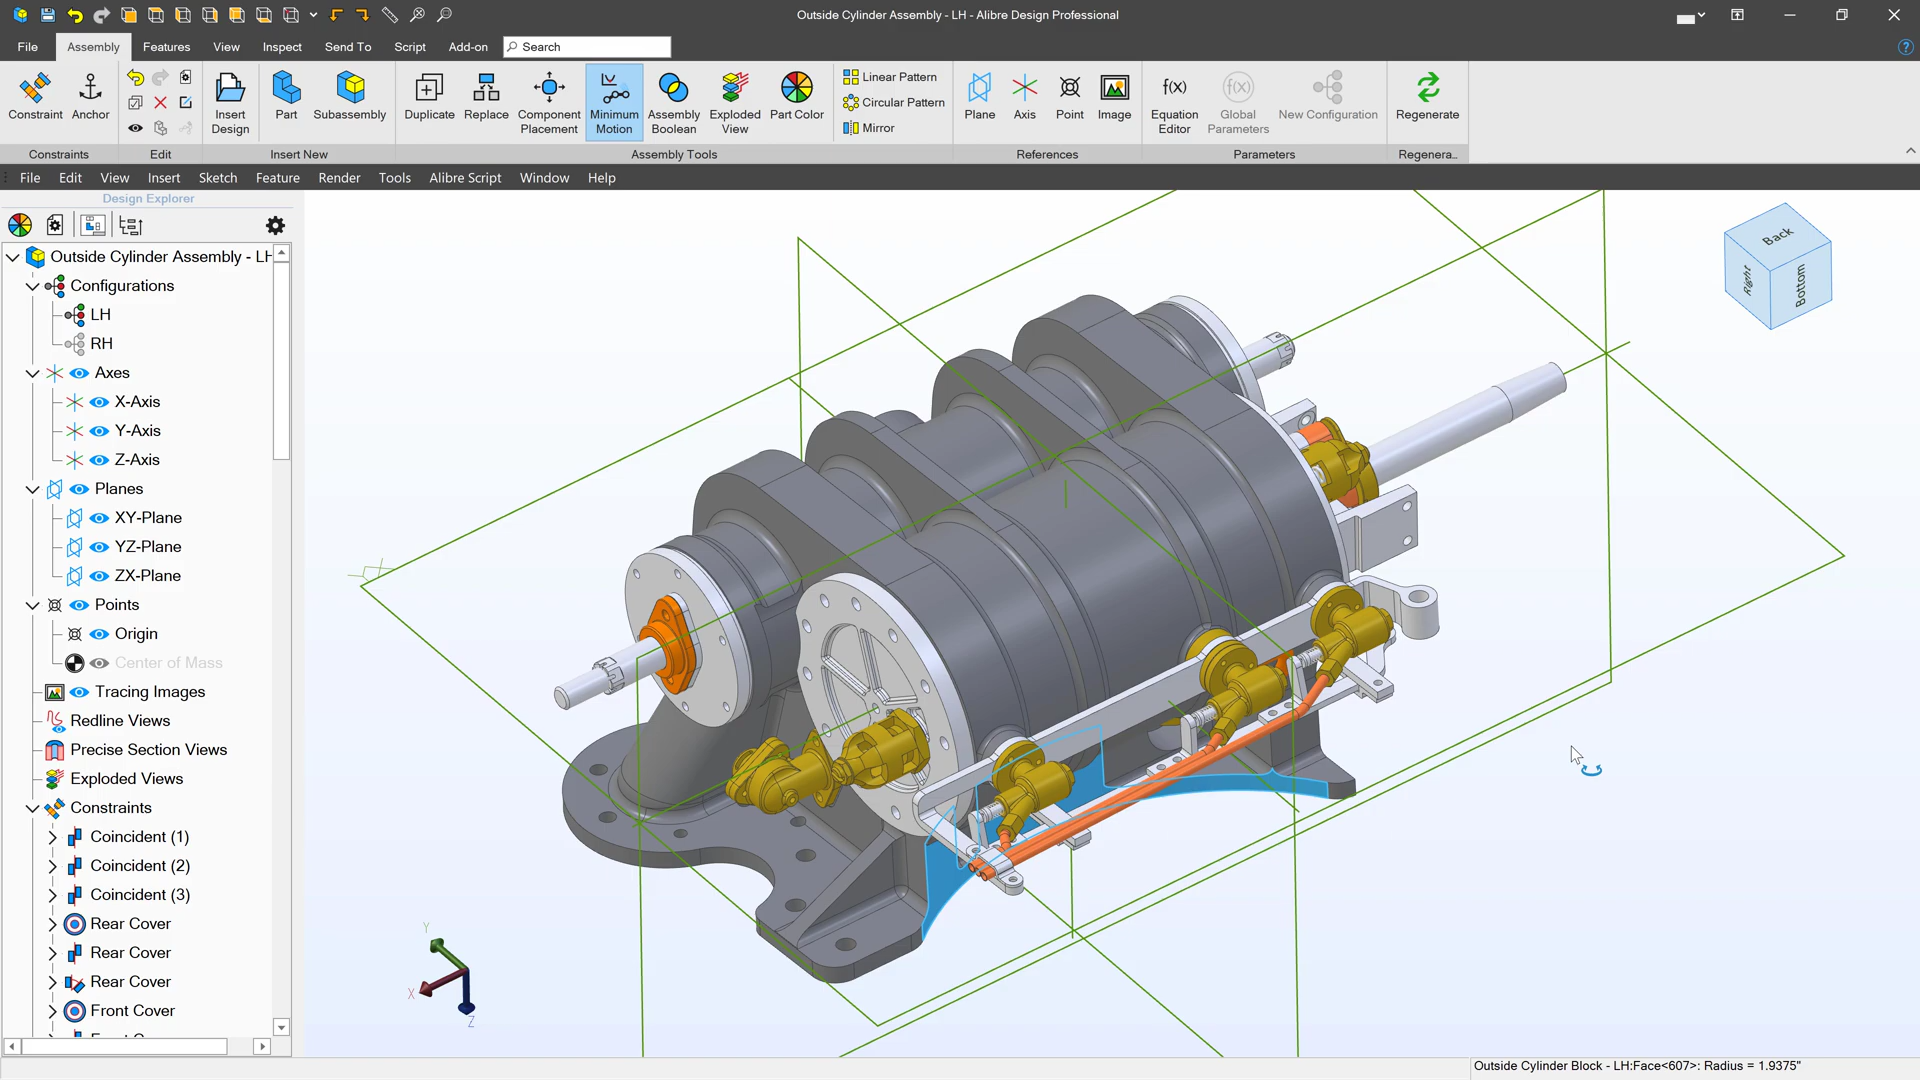 Outside Cylinder Assembly - LH - Alibre Design Professional
File Assembly Features View Inspect Send To Script Add-on Search
Constraint Anchor Insert Design Part Subassembly Duplicate Replace Component Placement Minimum Motion Assembly Boolean Exploded View Part Color
Linear Pattern
Circular Pattern
Mirror
Plane Axis Point Image f(x) Equation Editor f(x) Global Parameters New Configuration Regenerate
Constraints Edit Insert New Assembly Tools References Parameters Regenera...
File Edit View Insert Sketch Feature Render Tools Alibre Script Window Help
Design Explorer
Outside Cylinder Assembly - LH
Configurations
LH
RH
Axes
X-Axis
Y-Axis
Z-Axis
Planes
XY-Plane
YZ-Plane
ZX-Plane
Points
Origin
Center of Mass
Tracing Images
Redline Views
Precise Section Views
Exploded Views
Constraints
Coincident (1)
Coincident (2)
Coincident (3)
Rear Cover
Rear Cover
Rear Cover
Front Cover
Back
Right
Bottom
Y
X
Z
Outside Cylinder Block - LH:Face<607>: Radius = 1.9375"